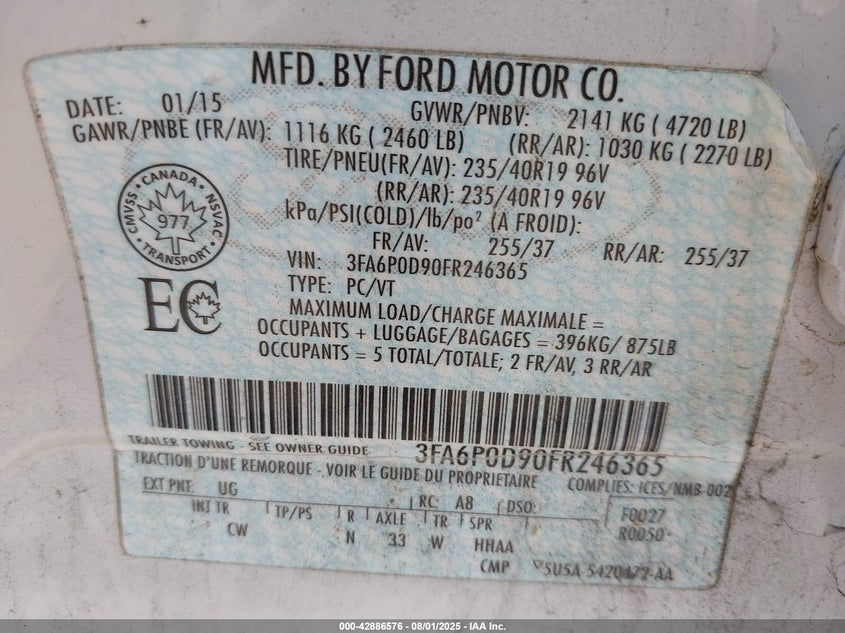 MFD. BY FORD MOTOR CO.
DATE: 01/15 GVWR/PNBV: 2141 KG ( 4720 LB)
GAWR/PNBE (FR/AV): 1116 KG ( 2460 LB) (RR/AR): 1030 KG ( 2270 LB)
TIRE/PNEU(FR/AV): 235/40R19 96V
(RR/AR): 235/40R19 96V
kPa/PSI(COLD)/lb/po² (A FROID):
FR/AV: 255/37 RR/AR: 255/37
CANADA
CMVSS 977 NSVAC
TRANSPORT
VIN: 3FA6P0D90FR246365
TYPE: PC/VT
EC
MAXIMUM LOAD/CHARGE MAXIMALE =
OCCUPANTS + LUGGAGE/BAGAGES = 396KG/ 875LB
OCCUPANTS = 5 TOTAL/TOTALE; 2 FR/AV, 3 RR/AR
TRAILER TOWING - SEE OWNER GUIDE 3FA6P0D90FR246365
TRACTION D'UNE REMORQUE - VOIR LE GUIDE DU PROPRIETAIRE COMPLIES: ICES/NMB-002
EXT PNT: UG RC: A8 DSO: F0027
INT TR TP/PS R AXLE TR SPR R0050
CW N 33 W HHAA
CMP 5U5A 5420472-AA
000-42886576 - 08/01/2025 - IAA Inc.